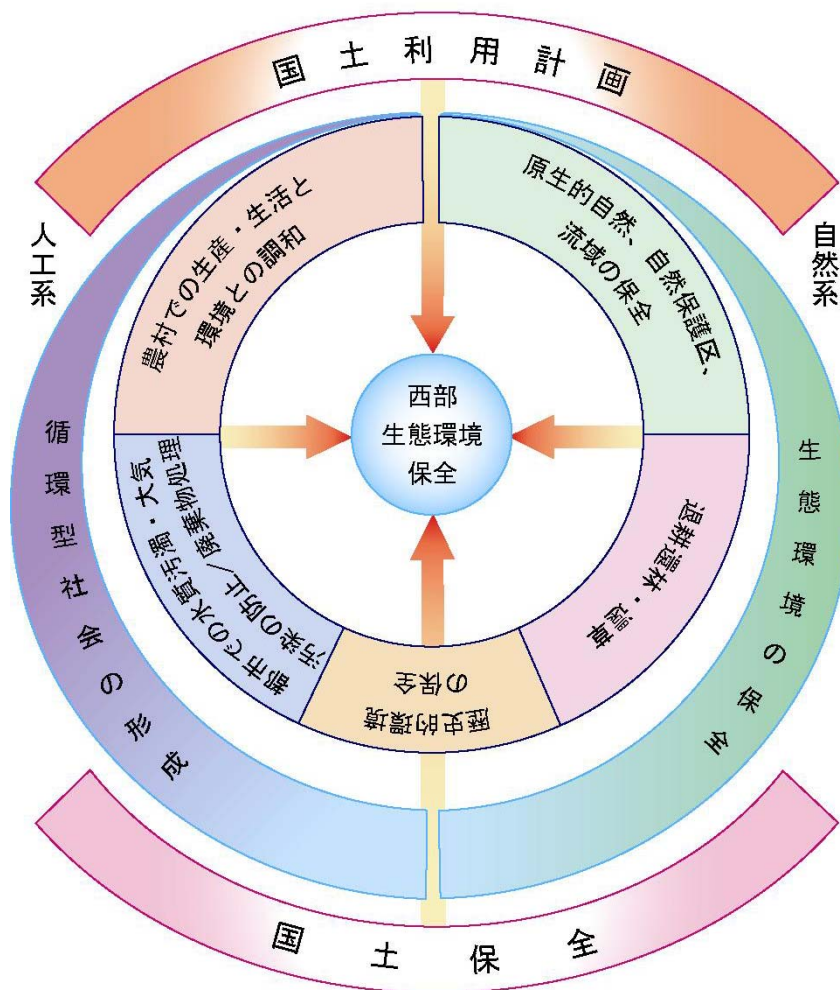 国土利用計画
人工系
自然系
農村での生産・生活と
環境との調和
原生的自然、自然保護区、
流域の保全
西部
生態環境
保全
循環型社会の形成
都市での水質汚濁・大気
汚染の防止/廃棄物処理
退耕還林・還草
生態環境の保全
歴史的環境
の保全
国土保全